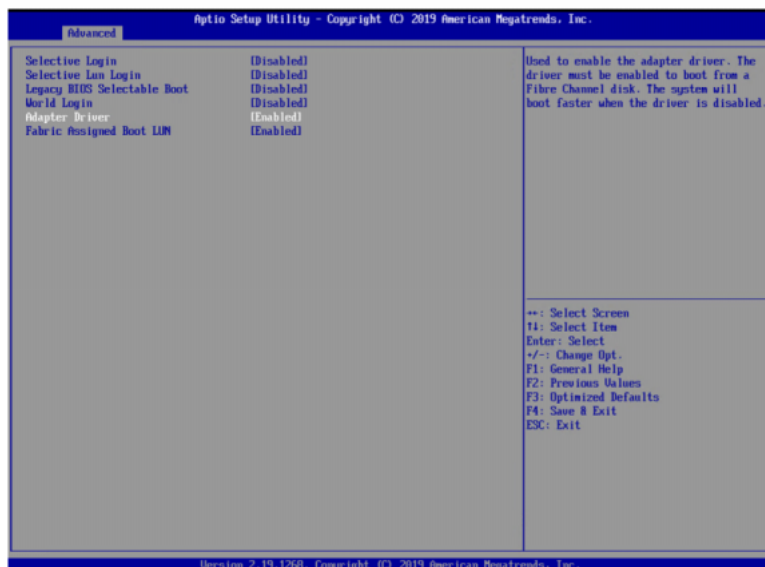 Aptio Setup Utility - Copyright (C) 2019 American Megatrends, Inc.
Advanced
Selective Login [Disabled]
Selective Lun Login [Disabled]
Legacy BIOS Selectable Boot [Disabled]
World Login [Disabled]
Adapter Driver [Enabled]
Fabric Assigned Boot LUN [Enabled]
Used to enable the adapter driver. The
driver must be enabled to boot from a
Fibre Channel disk. The system will
boot faster when the driver is disabled.
↔: Select Screen
↑↓: Select Item
Enter: Select
+/-: Change Opt.
F1: General Help
F2: Previous Values
F3: Optimized Defaults
F4: Save & Exit
ESC: Exit
Version 2.19.1268. Copyright (C) 2019 American Megatrends, Inc.